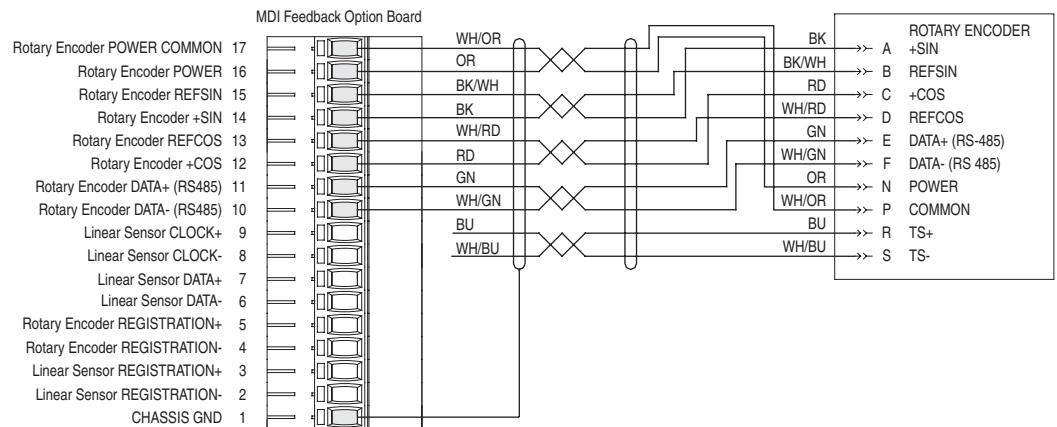 MDI Feedback Option Board
Rotary Encoder POWER COMMON 17
Rotary Encoder POWER 16
Rotary Encoder REFSIN 15
Rotary Encoder +SIN 14
Rotary Encoder REFCOS 13
Rotary Encoder +COS 12
Rotary Encoder DATA+ (RS485) 11
Rotary Encoder DATA- (RS485) 10
Linear Sensor CLOCK+ 9
Linear Sensor CLOCK- 8
Linear Sensor DATA+ 7
Linear Sensor DATA- 6
Rotary Encoder REGISTRATION+ 5
Rotary Encoder REGISTRATION- 4
Linear Sensor REGISTRATION+ 3
Linear Sensor REGISTRATION- 2
CHASSIS GND 1
WH/OR
OR
BK/WH
BK
WH/RD
RD
GN
WH/GN
BU
WH/BU
ROTARY ENCODER
BK A +SIN
BK/WH B REFSIN
RD C +COS
WH/RD D REFCOS
GN E DATA+ (RS-485)
WH/GN F DATA- (RS 485)
OR N POWER
WH/OR P COMMON
BU R TS+
WH/BU S TS-